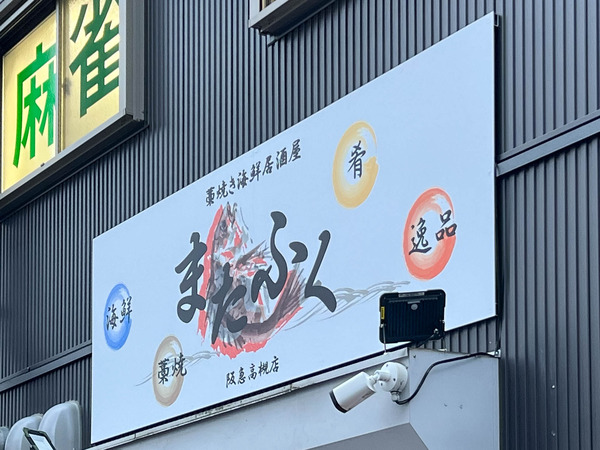 麻雀
藁焼き海鮮居酒屋
肴
逸品
またふく
海鮮
藁焼
阪急高槻店